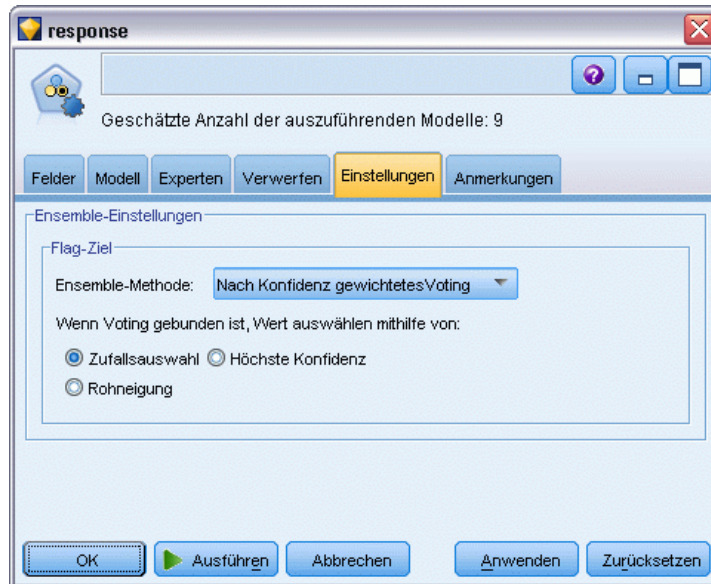 response
Geschätzte Anzahl der auszuführenden Modelle: 9
Felder Modell Experten Verwerfen Einstellungen Anmerkungen
Ensemble-Einstellungen
Flag-Ziel
Ensemble-Methode: Nach Konfidenz gewichtetesVoting
Wenn Voting gebunden ist, Wert auswählen mithilfe von:
Zufallsauswahl Höchste Konfidenz
Rohneigung
OK Ausführen Abbrechen Anwenden Zurücksetzen